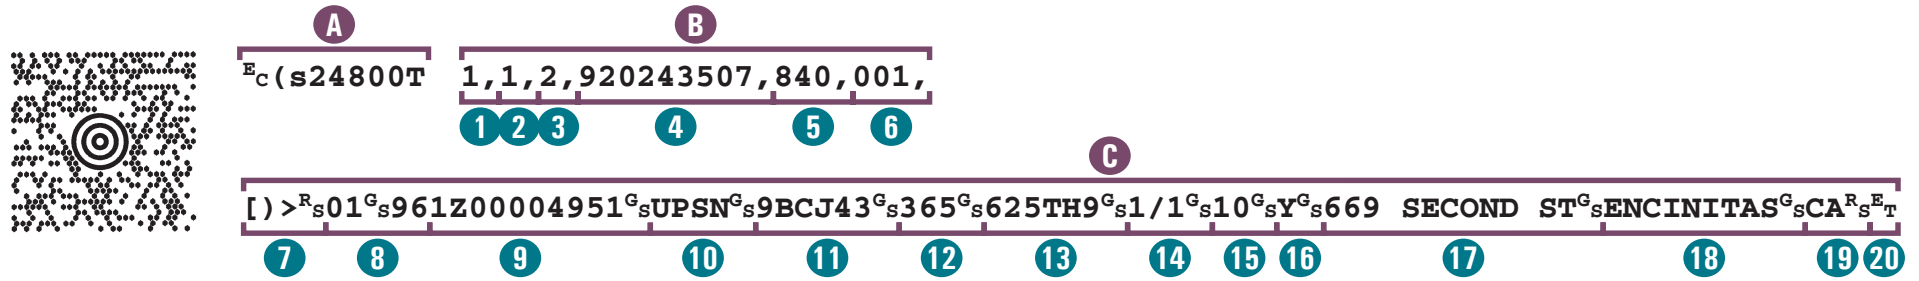 A B
ᴱc(s24800T 1,1,2,920243507,840,001,
1 2 3 4 5 6
C
[)>ᴿs01ᴳs961Z00004951ᴳsUPSNᴳs9BCJ43ᴳs365ᴳs625TH9ᴳs1/1ᴳs10ᴳsYᴳs669 SECOND STᴳsENCINITASᴳsCAᴿsᴱᴛ
7 8 9 10 11 12 13 14 15 16 17 18 19 20